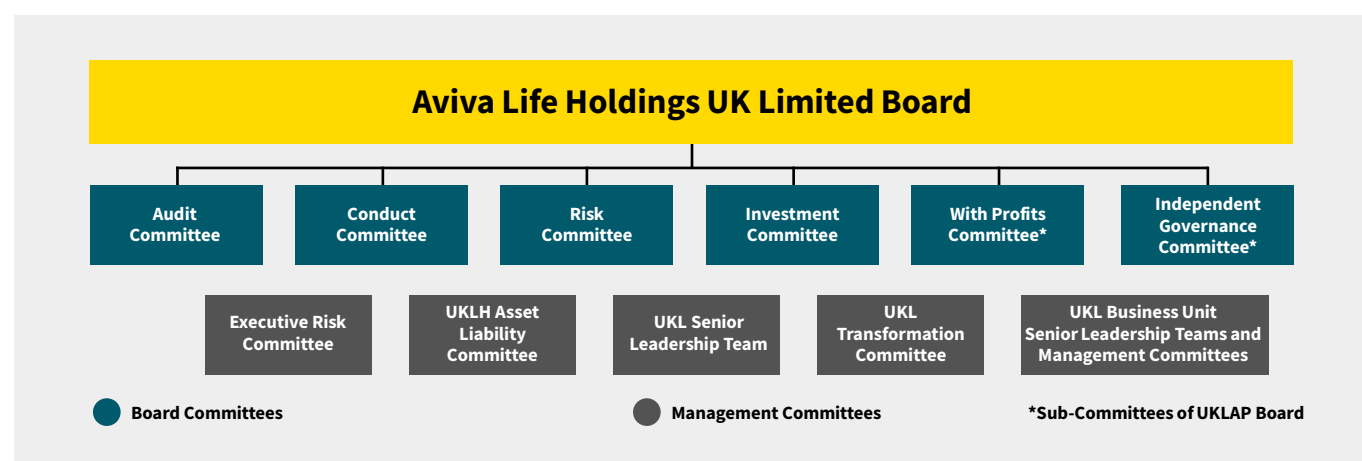 Aviva Life Holdings UK Limited Board
Audit
Committee
Conduct
Committee
Risk
Committee
Investment
Committee
With Profits
Committee*
Independent
Governance
Committee*
Executive Risk
Committee
UKLH Asset
Liability
Committee
UKL Senior
Leadership Team
UKL
Transformation
Committee
UKL Business Unit
Senior Leadership Teams and
Management Committees
Board Committees
Management Committees
*Sub-Committees of UKLAP Board